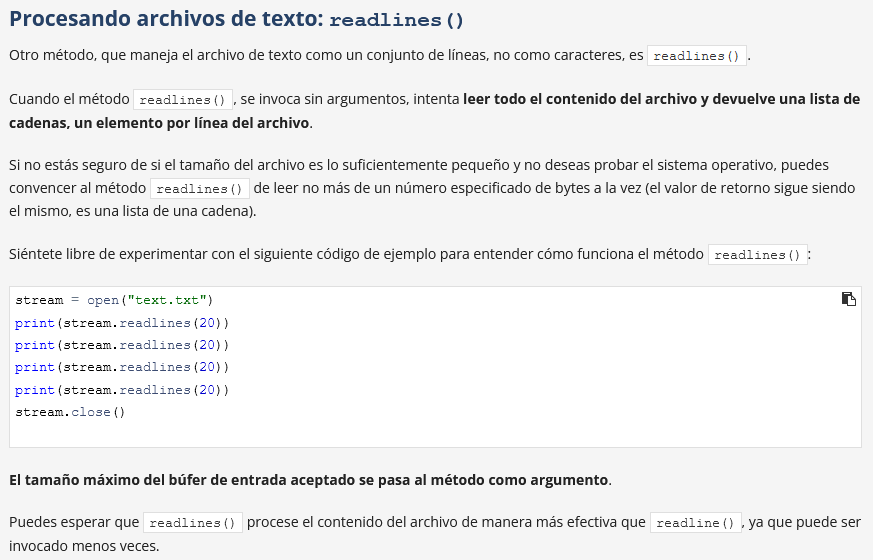 Procesando archivos de texto: readlines()
Otro método, que maneja el archivo de texto como un conjunto de líneas, no como caracteres, es readlines().
Cuando el método readlines(), se invoca sin argumentos, intenta leer todo el contenido del archivo y devuelve una lista de
cadenas, un elemento por línea del archivo.
Si no estás seguro de si el tamaño del archivo es lo suficientemente pequeño y no deseas probar el sistema operativo, puedes
convencer al método readlines() de leer no más de un número especificado de bytes a la vez (el valor de retorno sigue siendo
el mismo, es una lista de una cadena).
Siéntete libre de experimentar con el siguiente código de ejemplo para entender cómo funciona el método readlines():
stream = open("text.txt")
print(stream.readlines(20))
print(stream.readlines(20))
print(stream.readlines(20))
print(stream.readlines(20))
stream.close()
El tamaño máximo del búfer de entrada aceptado se pasa al método como argumento.
Puedes esperar que readlines() procese el contenido del archivo de manera más efectiva que readline(), ya que puede ser
invocado menos veces.